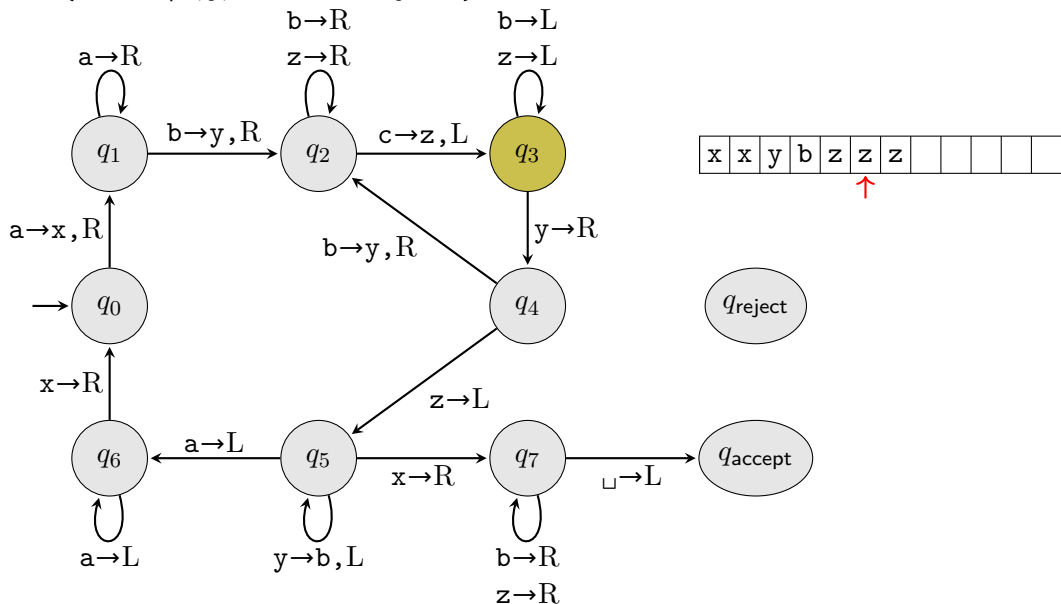 b→R
z→R
b→L
z→L
a→R
q1
b→y,R
q2
c→z,L
q3
x x y b z z z
a→x,R
b→y,R
y→R
q0
q4
qreject
x→R
z→L
q6
a→L
q5
x→R
q7
␣→L
qaccept
a→L
y→b,L
b→R
z→R